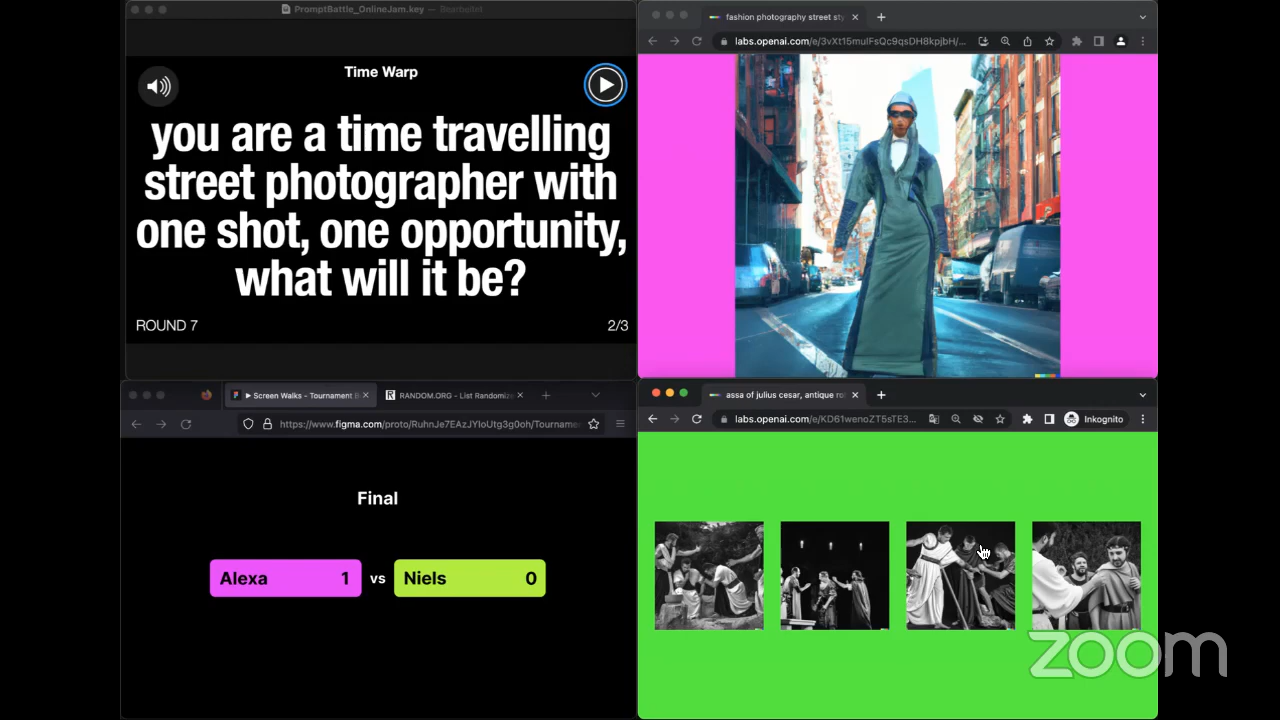 PromptBattle_OnlineJam.key — Bearbeitet
Time Warp
you are a time travelling
street photographer with
one shot, one opportunity,
what will it be?
ROUND 7
2/3
fashion photography street sty
labs.openai.com/e/3vXt15mulFsQc9qsDH8kpjbH/...
▶ Screen Walks - Tournament B
RANDOM.ORG - List Randomize
https://www.figma.com/proto/RuhnJe7EAzJYIoUtg3g0oh/Tourname
Final
Alexa 1 vs Niels 0
assa of julius cesar, antique ro
labs.openai.com/e/KD61wenoZT5sTE3...
Inkognito
zoom